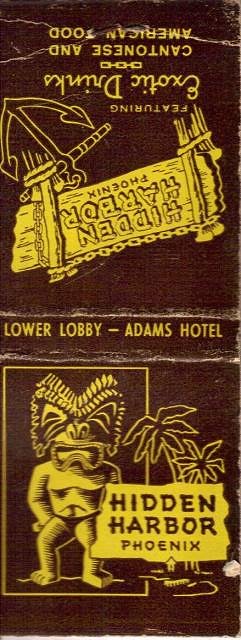 FEATURING
Exotic Drinks
CANTONESE AND
AMERICAN FOOD
HIDDEN
HARBOR
PHOENIX
LOWER LOBBY — ADAMS HOTEL
HIDDEN
HARBOR
PHOENIX